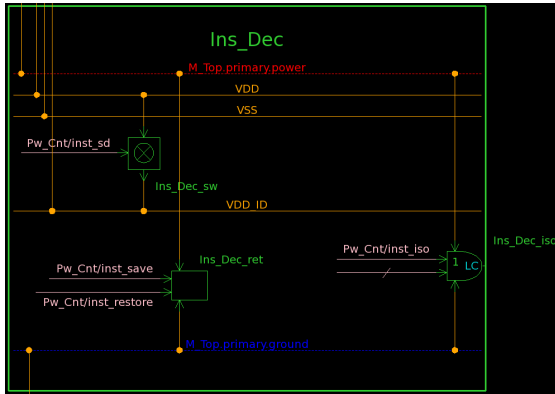 Ins_Dec
M_Top.primary.power
VDD
VSS
Pw_Cnt/inst_sd
Ins_Dec_sw
VDD_ID
Ins_Dec_iso
Pw_Cnt/inst_iso
Ins_Dec_ret
1
LC
Pw_Cnt/inst_save
Pw_Cnt/inst_restore
M_Top.primary.ground